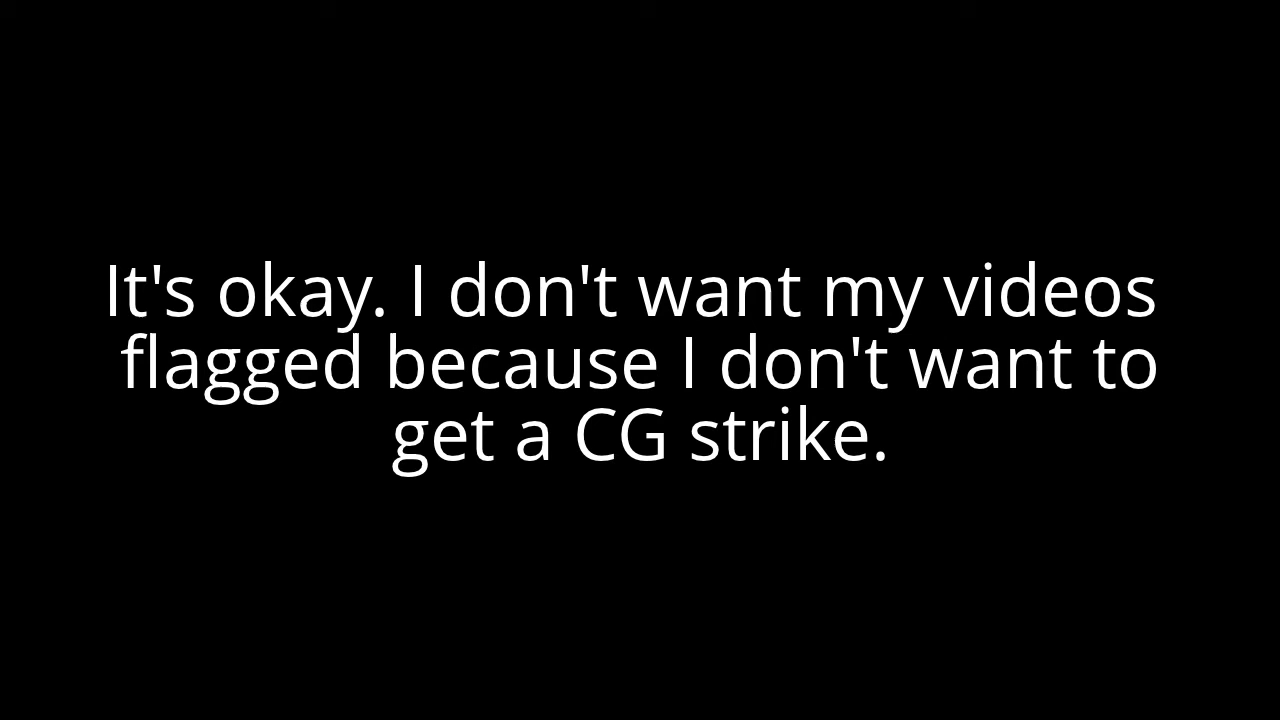 It's okay. I don't want my videos
flagged because I don't want to
get a CG strike.